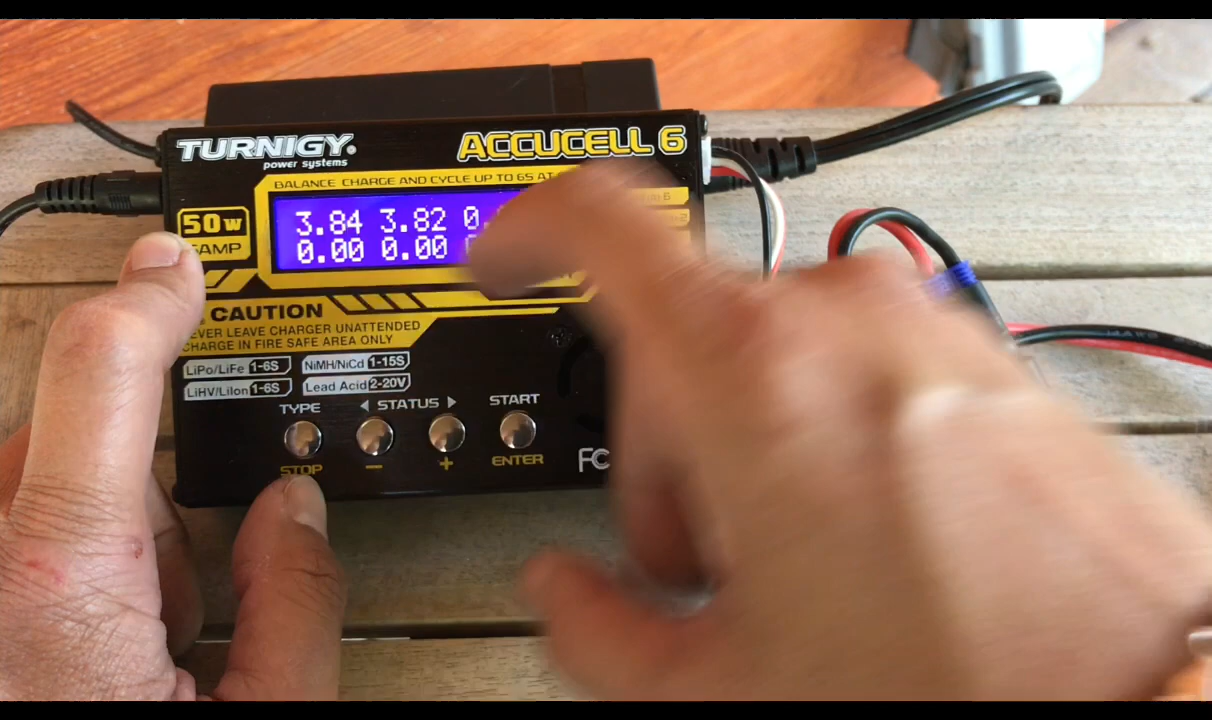 TURNIGY
power systems
ACCUCELL 6
BALANCE CHARGE AND CYCLE UP TO 6S AT
50W
AMP
3.84 3.82 0.
0.00 0.00
CAUTION
EVER LEAVE CHARGER UNATTENDED
CHARGE IN FIRE SAFE AREA ONLY
LiPo/LiFe 1-6S
NiMH/NiCd 1-15S
LiHV/LiIon 1-6S
Lead Acid 2-20V
TYPE
STATUS
START
STOP
-
+
ENTER
FC